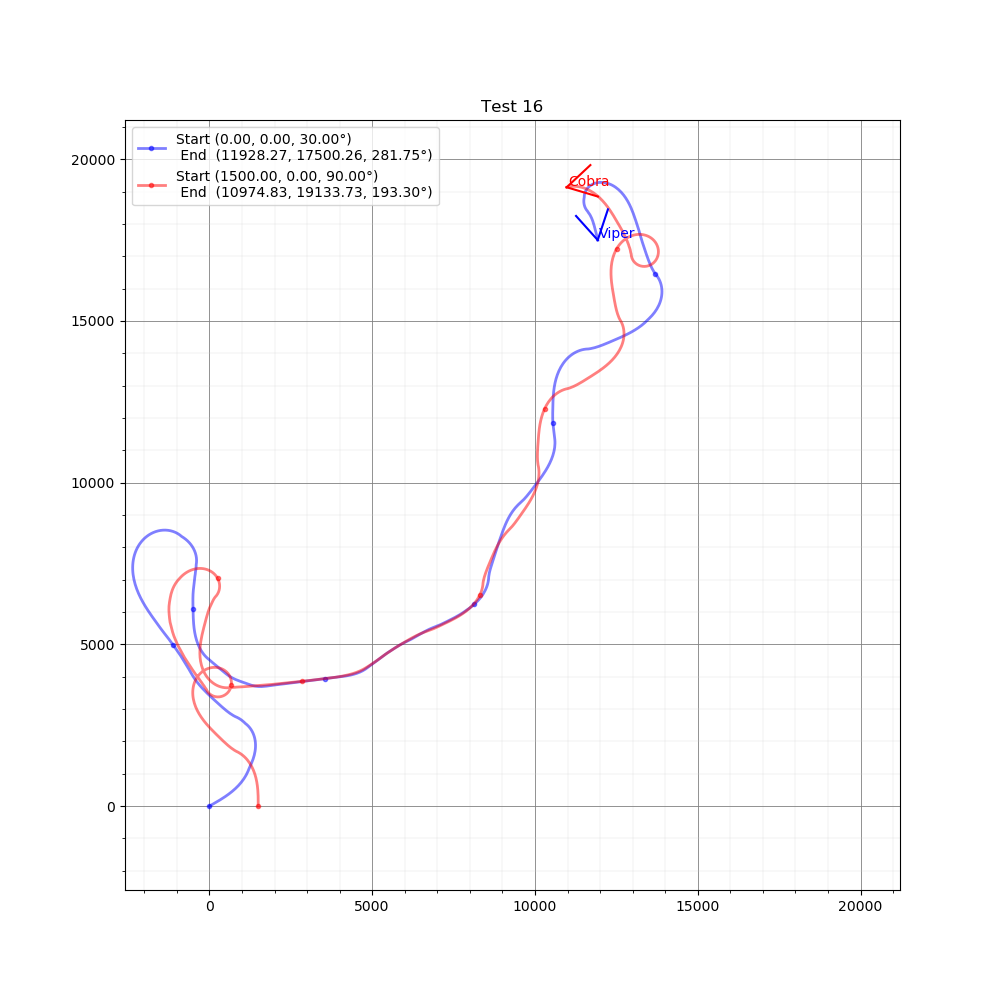 Test 16
Start (0.00, 0.00, 30.00°)
End  (11928.27, 17500.26, 281.75°)
Start (1500.00, 0.00, 90.00°)
End  (10974.83, 19133.73, 193.30°)
Cobra
Viper
20000
15000
10000
5000
0
0
5000
10000
15000
20000